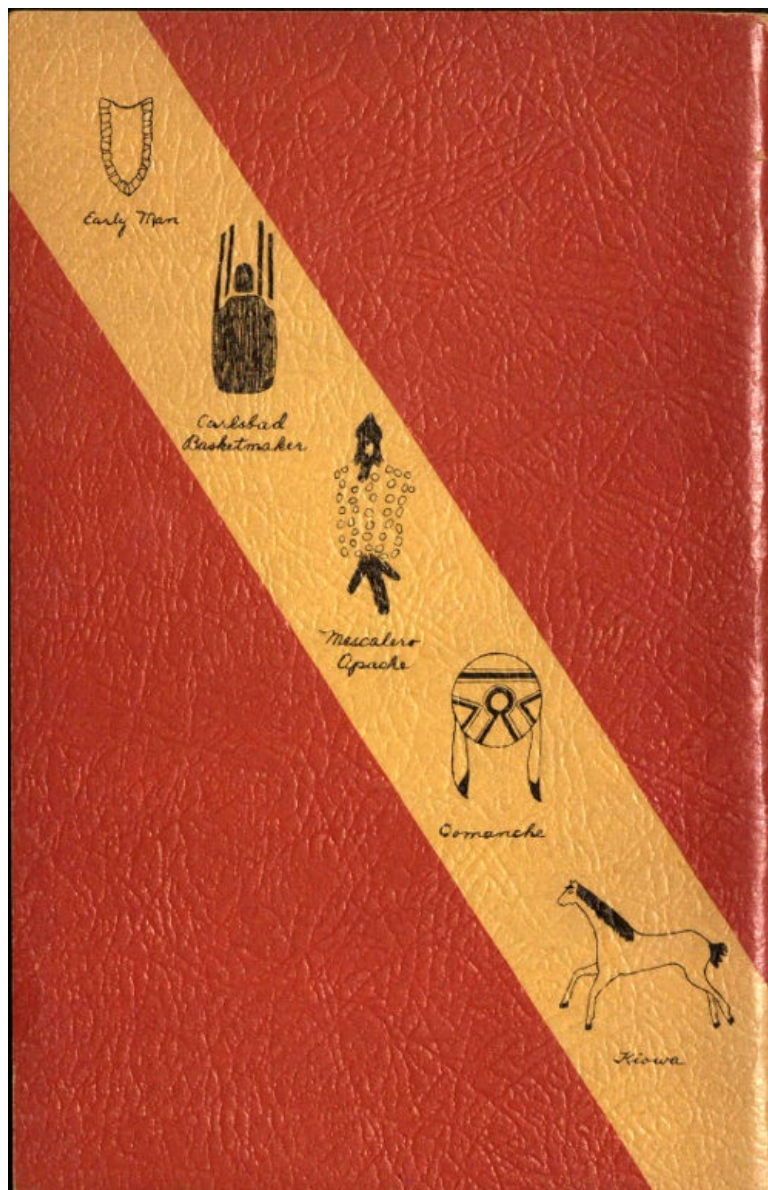 Early Man
Carlsbad
Basketmaker
Mescalero
Apache
Comanche
Kiowa